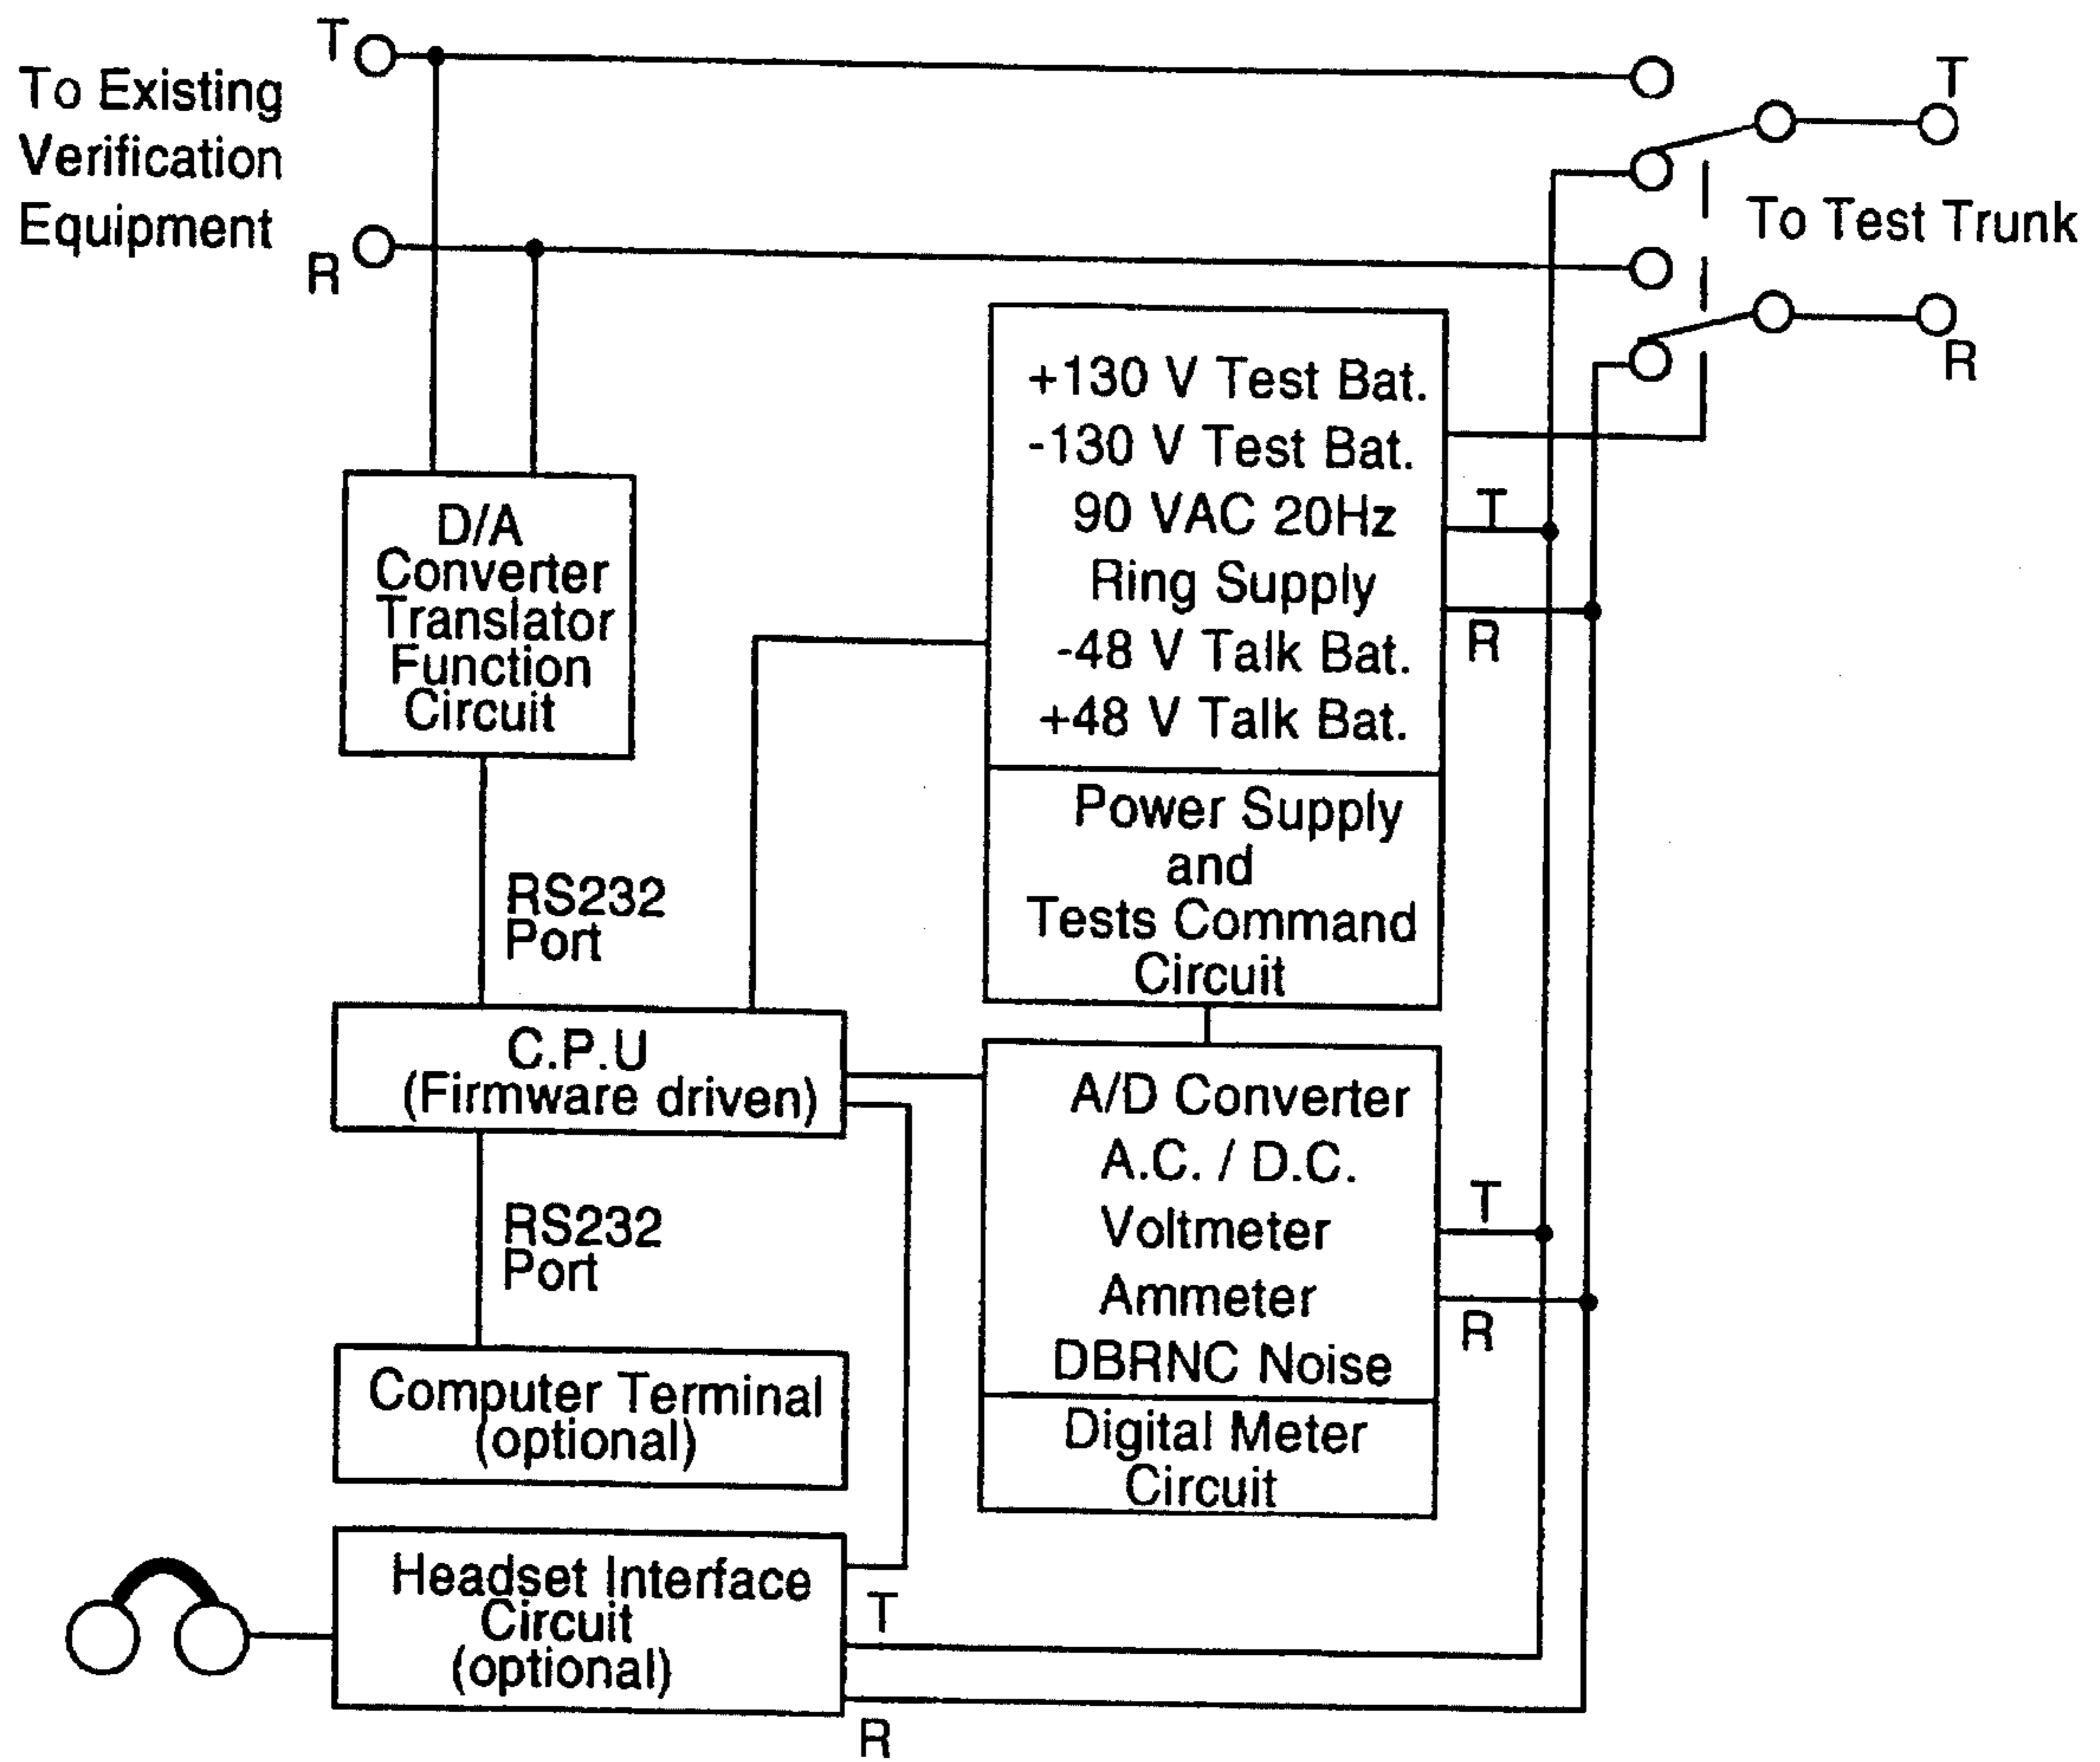 T
To Existing
Verification
Equipment
R
T
To Test Trunk
R
+130 V Test Bat.
-130 V Test Bat.
90 VAC 20Hz
Ring Supply
-48 V Talk Bat.
+48 V Talk Bat.
T
R
Power Supply
and
Tests Command
Circuit
D/A
Converter
Translator
Function
Circuit
RS232
Port
C.P.U
(Firmware driven)
A/D Converter
A.C. / D.C.
Voltmeter
Ammeter
DBRNC Noise
T
R
Digital Meter
Circuit
RS232
Port
Computer Terminal
(optional)
Headset Interface
Circuit
(optional)
T
R